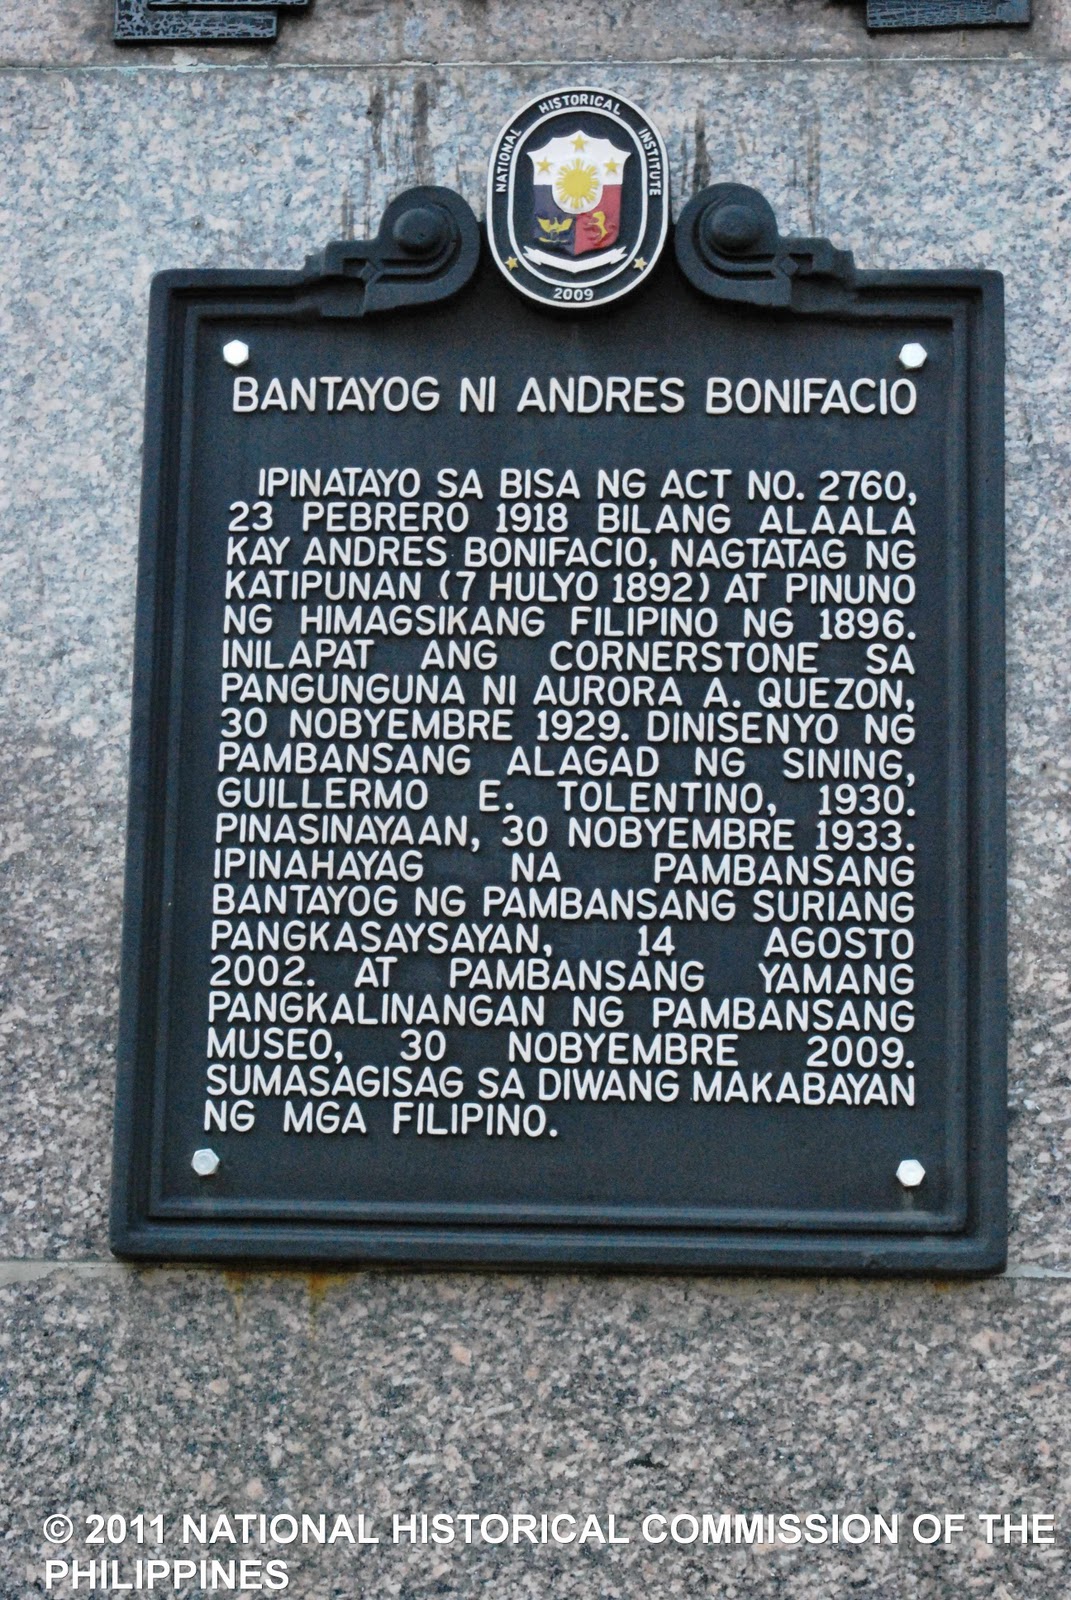 NATIONAL HISTORICAL INSTITUTE
2009
BANTAYOG NI ANDRES BONIFACIO
IPINATAYO SA BISA NG ACT NO. 2760,
23 PEBRERO 1918 BILANG ALAALA
KAY ANDRES BONIFACIO, NAGTATAG NG
KATIPUNAN (7 HULYO 1892) AT PINUNO
NG HIMAGSIKANG FILIPINO NG 1896.
INILAPAT ANG CORNERSTONE SA
PANGUNGUNA NI AURORA A. QUEZON,
30 NOBYEMBRE 1929. DINISENYO NG
PAMBANSANG ALAGAD NG SINING,
GUILLERMO E. TOLENTINO, 1930.
PINASINAYAAN, 30 NOBYEMBRE 1933.
IPINAHAYAG NA PAMBANSANG
BANTAYOG NG PAMBANSANG SURIANG
PANGKASAYSAYAN, 14 AGOSTO
2002. AT PAMBANSANG YAMANG
PANGKALINANGAN NG PAMBANSANG
MUSEO, 30 NOBYEMBRE 2009.
SUMASAGISAG SA DIWANG MAKABAYAN
NG MGA FILIPINO.
© 2011 NATIONAL HISTORICAL COMMISSION OF THE
PHILIPPINES